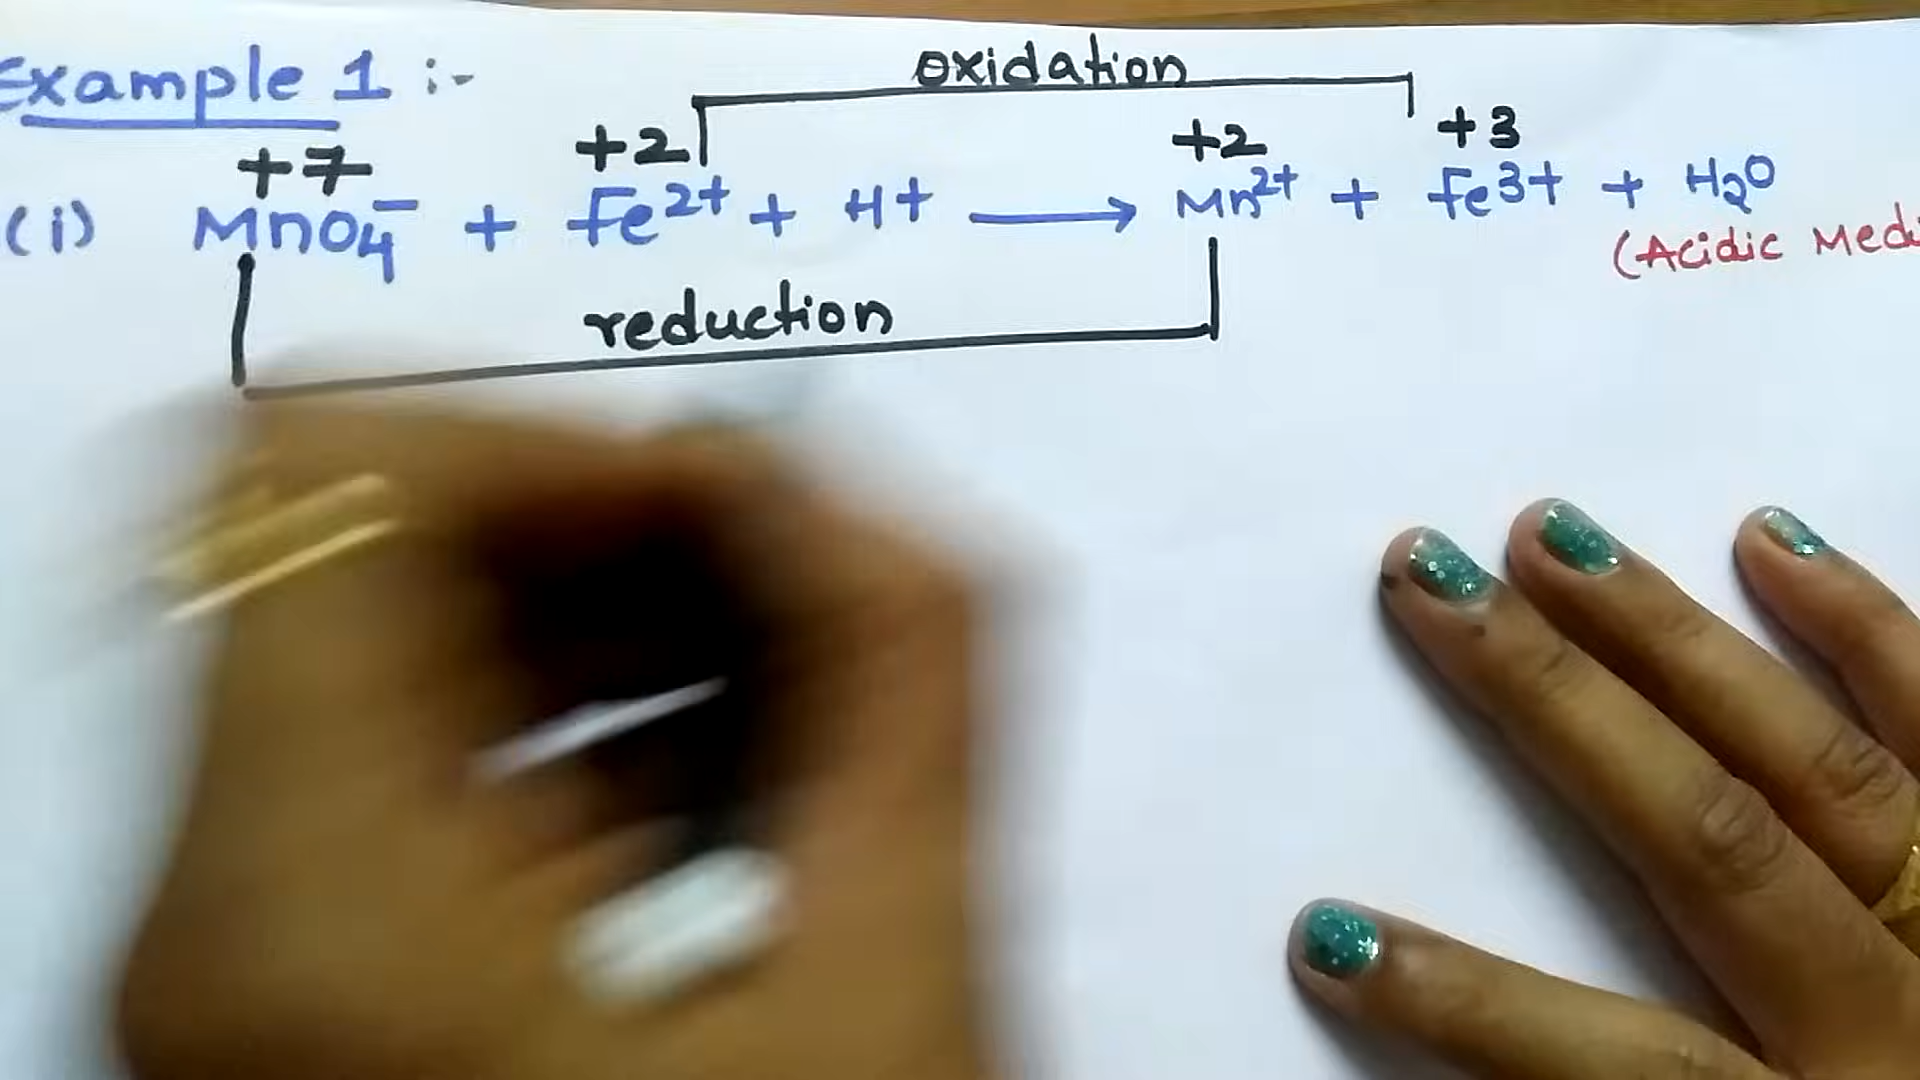 Example 1 :-
oxidation
+7 +2 +2 +3
(i) MnO₄⁻ + Fe²⁺ + H⁺ ⟶ Mn²⁺ + Fe³⁺ + H₂O
(Acidic Medi
reduction